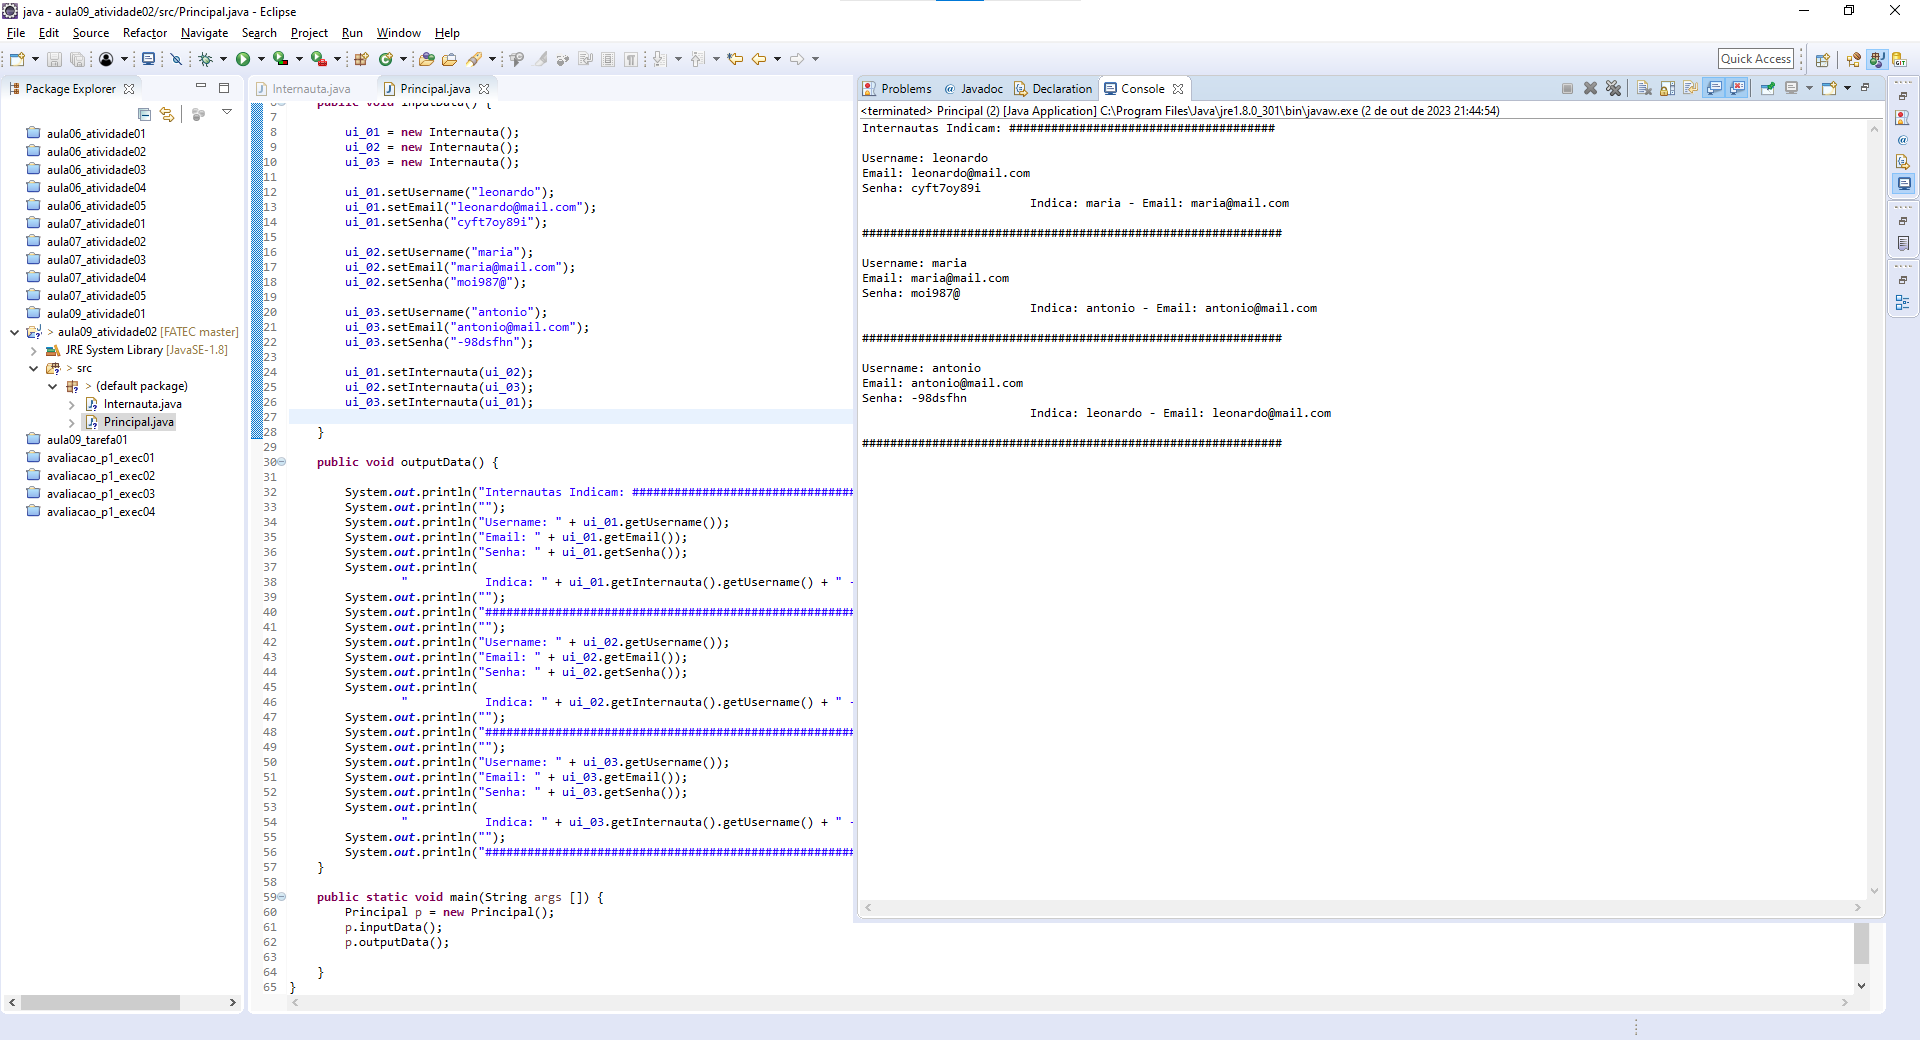 java - aula09_atividade02/src/Principal.java - Eclipse
File Edit Source Refactor Navigate Search Project Run Window Help
Quick Access
Package Explorer
aula06_atividade01
aula06_atividade02
aula06_atividade03
aula06_atividade04
aula06_atividade05
aula07_atividade01
aula07_atividade02
aula07_atividade03
aula07_atividade04
aula07_atividade05
aula09_atividade01
> aula09_atividade02 [FATEC master]
JRE System Library [JavaSE-1.8]
> src
> (default package)
Internauta.java
Principal.java
aula09_tarefa01
avaliacao_p1_exec01
avaliacao_p1_exec02
avaliacao_p1_exec03
avaliacao_p1_exec04
Internauta.java Principal.java
6 public void inputData() {
7
8 ui_01 = new Internauta();
9 ui_02 = new Internauta();
10 ui_03 = new Internauta();
11
12 ui_01.setUsername("leonardo");
13 ui_01.setEmail("leonardo@mail.com");
14 ui_01.setSenha("cyft7oy89i");
15
16 ui_02.setUsername("maria");
17 ui_02.setEmail("maria@mail.com");
18 ui_02.setSenha("moi987@");
19
20 ui_03.setUsername("antonio");
21 ui_03.setEmail("antonio@mail.com");
22 ui_03.setSenha("-98dsfhn");
23
24 ui_01.setInternauta(ui_02);
25 ui_02.setInternauta(ui_03);
26 ui_03.setInternauta(ui_01);
27
28 }
29
30 public void outputData() {
31
32 System.out.println("Internautas Indicam: ################################
33 System.out.println("");
34 System.out.println("Username: " + ui_01.getUsername());
35 System.out.println("Email: " + ui_01.getEmail());
36 System.out.println("Senha: " + ui_01.getSenha());
37 System.out.println(
38 " Indica: " + ui_01.getInternauta().getUsername() + " -
39 System.out.println("");
40 System.out.println("#####################################################
41 System.out.println("");
42 System.out.println("Username: " + ui_02.getUsername());
43 System.out.println("Email: " + ui_02.getEmail());
44 System.out.println("Senha: " + ui_02.getSenha());
45 System.out.println(
46 " Indica: " + ui_02.getInternauta().getUsername() + " -
47 System.out.println("");
48 System.out.println("#####################################################
49 System.out.println("");
50 System.out.println("Username: " + ui_03.getUsername());
51 System.out.println("Email: " + ui_03.getEmail());
52 System.out.println("Senha: " + ui_03.getSenha());
53 System.out.println(
54 " Indica: " + ui_03.getInternauta().getUsername() + " -
55 System.out.println("");
56 System.out.println("#####################################################
57 }
58
59 public static void main(String args []) {
60 Principal p = new Principal();
61 p.inputData();
62 p.outputData();
63
64 }
65 }
Problems @ Javadoc Declaration Console
<terminated> Principal (2) [Java Application] C:\Program Files\Java\jre1.8.0_301\bin\javaw.exe (2 de out de 2023 21:44:54)
Internautas Indicam: ######################################
Username: leonardo
Email: leonardo@mail.com
Senha: cyft7oy89i
Indica: maria - Email: maria@mail.com
############################################################
Username: maria
Email: maria@mail.com
Senha: moi987@
Indica: antonio - Email: antonio@mail.com
############################################################
Username: antonio
Email: antonio@mail.com
Senha: -98dsfhn
Indica: leonardo - Email: leonardo@mail.com
############################################################